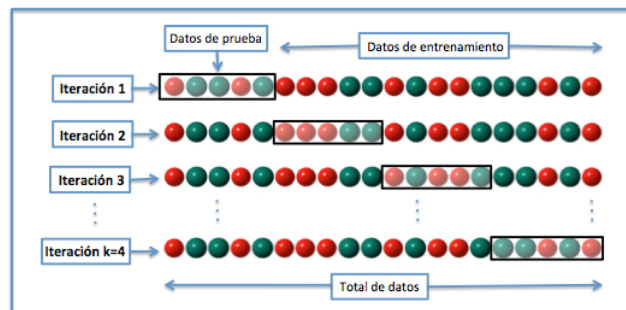 Datos de prueba
Datos de entrenamiento
Iteración 1
Iteración 2
Iteración 3
Iteración k=4
Total de datos